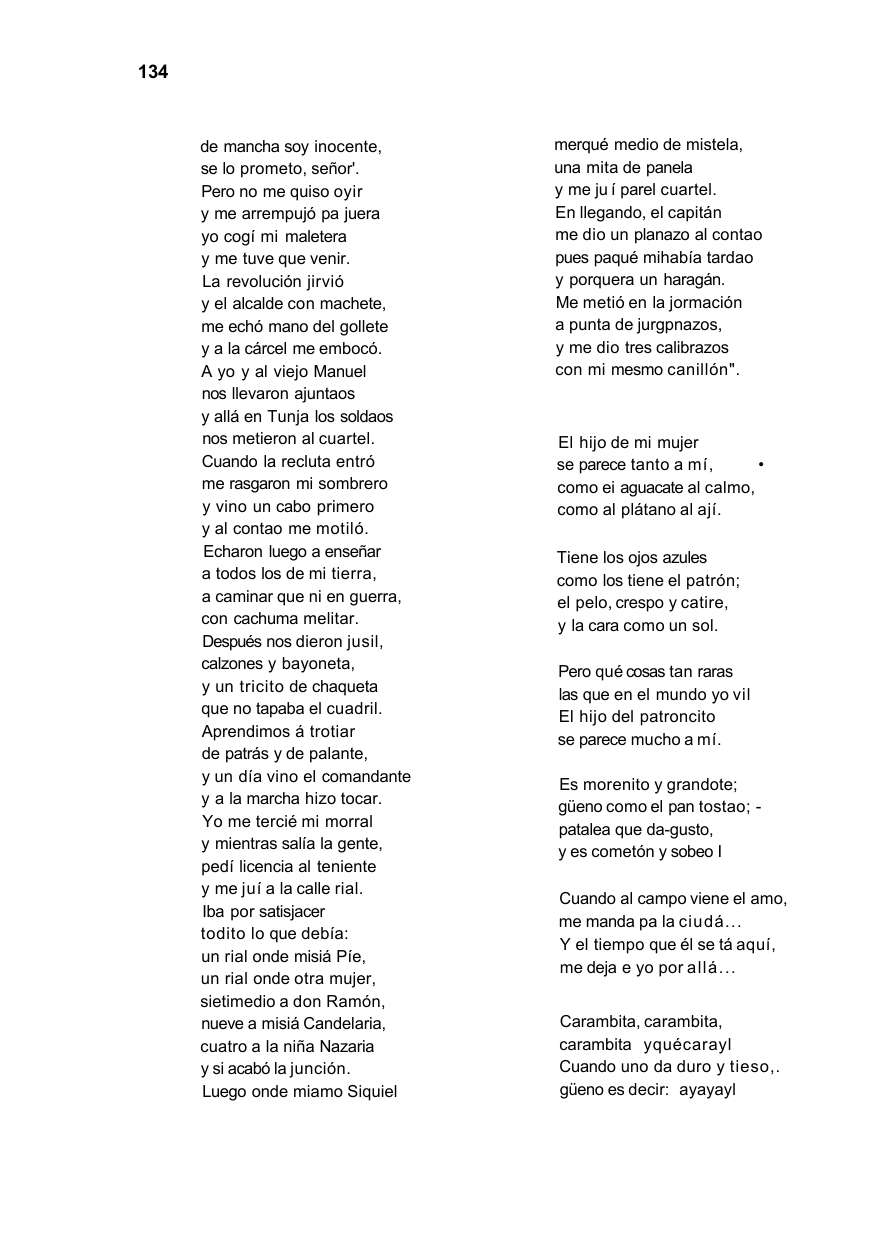 134
de mancha soy inocente,
se lo prometo, señor'.
Pero no me quiso oyir
y me arrempujó pa juera
yo cogí mi maletera
y me tuve que venir.
La revolución jirvió
y el alcalde con machete,
me echó mano del gollete
y a la cárcel me embocó.
A yo y al viejo Manuel
nos llevaron ajuntaos
y allá en Tunja los soldaos
nos metieron al cuartel.
Cuando la recluta entró
me rasgaron mi sombrero
y vino un cabo primero
y al contao me motiló.
Echaron luego a enseñar
a todos los de mi tierra,
a caminar que ni en guerra,
con cachuma melitar.
Después nos dieron jusil,
calzones y bayoneta,
y un tricito de chaqueta
que no tapaba el cuadril.
Aprendimos á trotiar
de patrás y de palante,
y un día vino el comandante
y a la marcha hizo tocar.
Yo me tercié mi morral
y mientras salía la gente,
pedí licencia al teniente
y me juí a la calle rial.
Iba por satisjacer
todito lo que debía:
un rial onde misiá Píe,
un rial onde otra mujer,
sietimedio a don Ramón,
nueve a misiá Candelaria,
cuatro a la niña Nazaria
y si acabó la junción.
Luego onde miamo Siquiel
merqué medio de mistela,
una mita de panela
y me ju í parel cuartel.
En llegando, el capitán
me dio un planazo al contao
pues paqué mihabía tardao
y porquera un haragán.
Me metió en la jormación
a punta de jurgpnazos,
y me dio tres calibrazos
con mi mesmo canillón".
El hijo de mi mujer
se parece tanto a mí, •
como ei aguacate al calmo,
como al plátano al ají.
Tiene los ojos azules
como los tiene el patrón;
el pelo, crespo y catire,
y la cara como un sol.
Pero qué cosas tan raras
las que en el mundo yo vil
El hijo del patroncito
se parece mucho a mí.
Es morenito y grandote;
güeno como el pan tostao; -
patalea que da-gusto,
y es cometón y sobeo I
Cuando al campo viene el amo,
me manda pa la ciudá...
Y el tiempo que él se tá aquí,
me deja e yo por allá...
Carambita, carambita,
carambita yquécarayl
Cuando uno da duro y tieso,.
güeno es decir: ayayayl